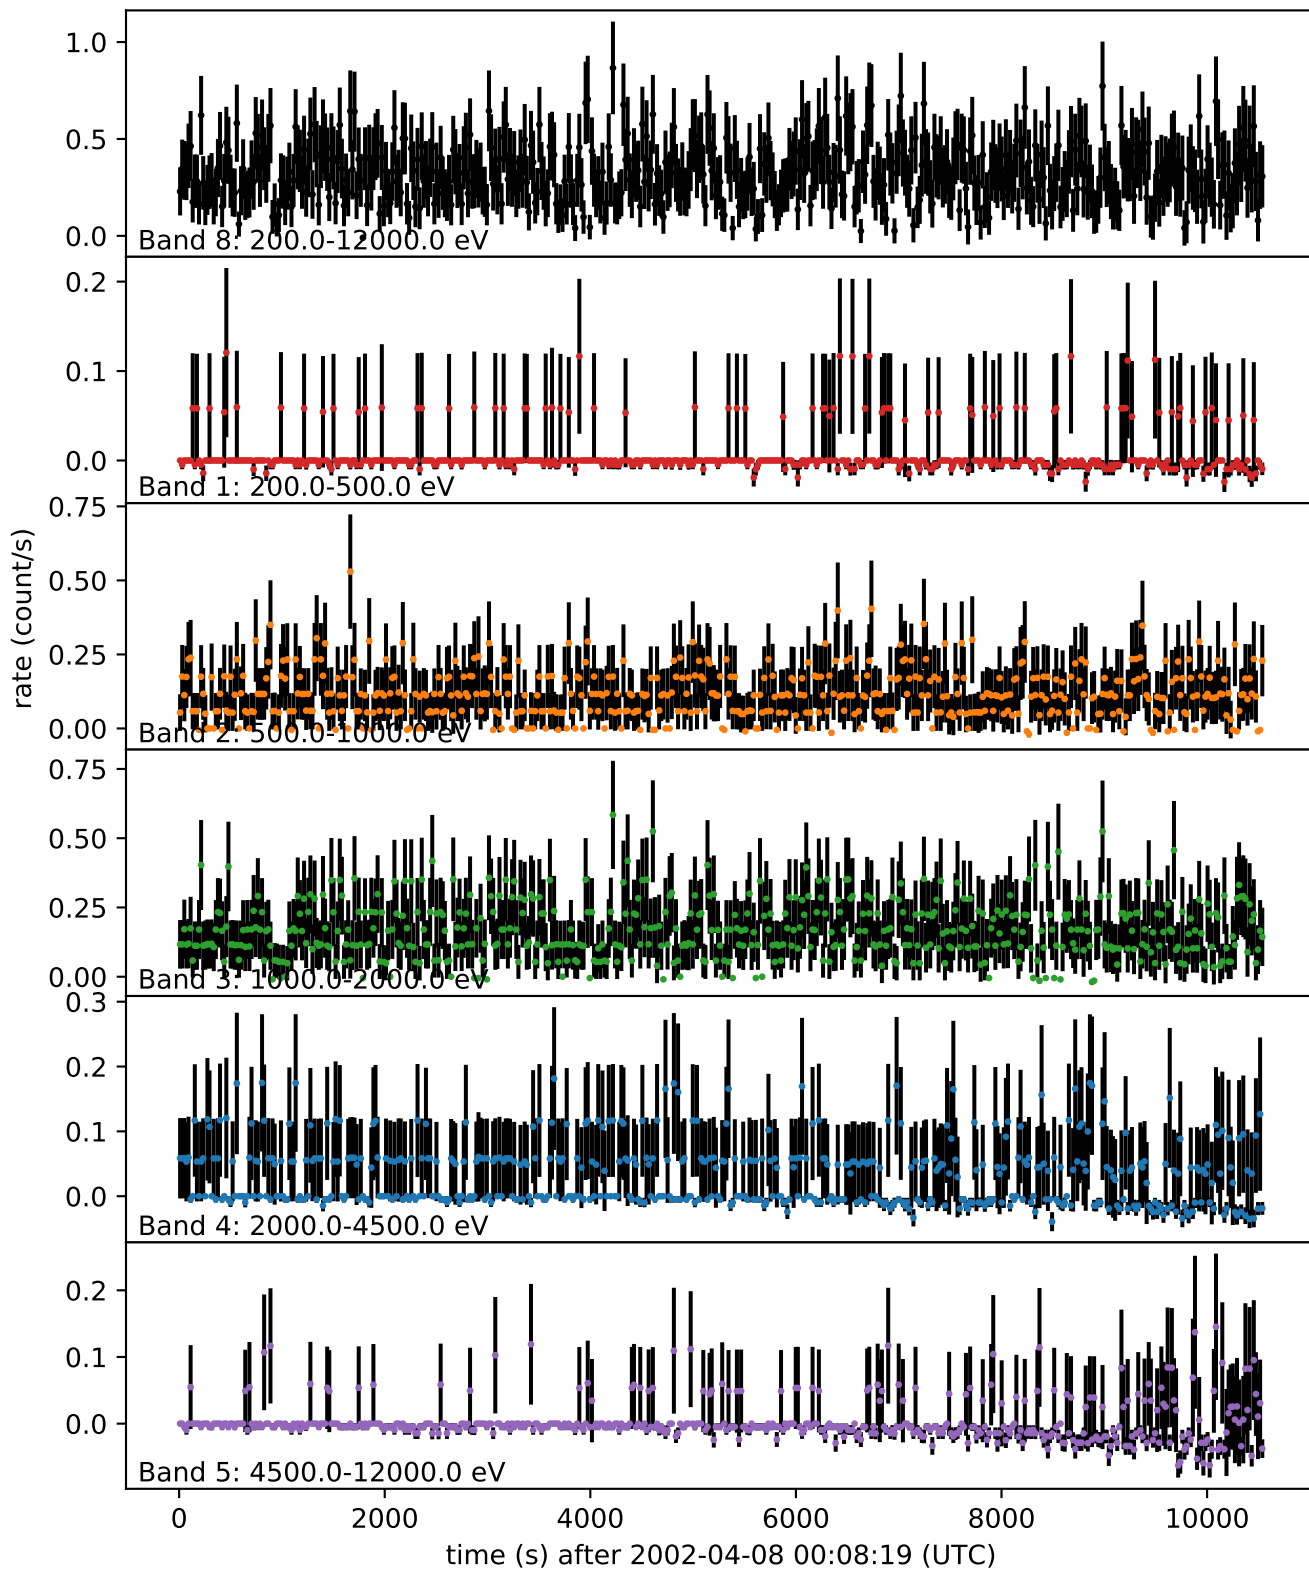 1.0
0.5
0.0
Band 8: 200.0-12000.0 eV
0.2
0.1
0.0
Band 1: 200.0-500.0 eV
0.75
0.50
0.25
0.00
Band 2: 500.0-1000.0 eV
rate (count/s)
0.75
0.50
0.25
0.00
Band 3: 1000.0-2000.0 eV
0.3
0.2
0.1
0.0
Band 4: 2000.0-4500.0 eV
0.2
0.1
0.0
Band 5: 4500.0-12000.0 eV
0 2000 4000 6000 8000 10000
time (s) after 2002-04-08 00:08:19 (UTC)